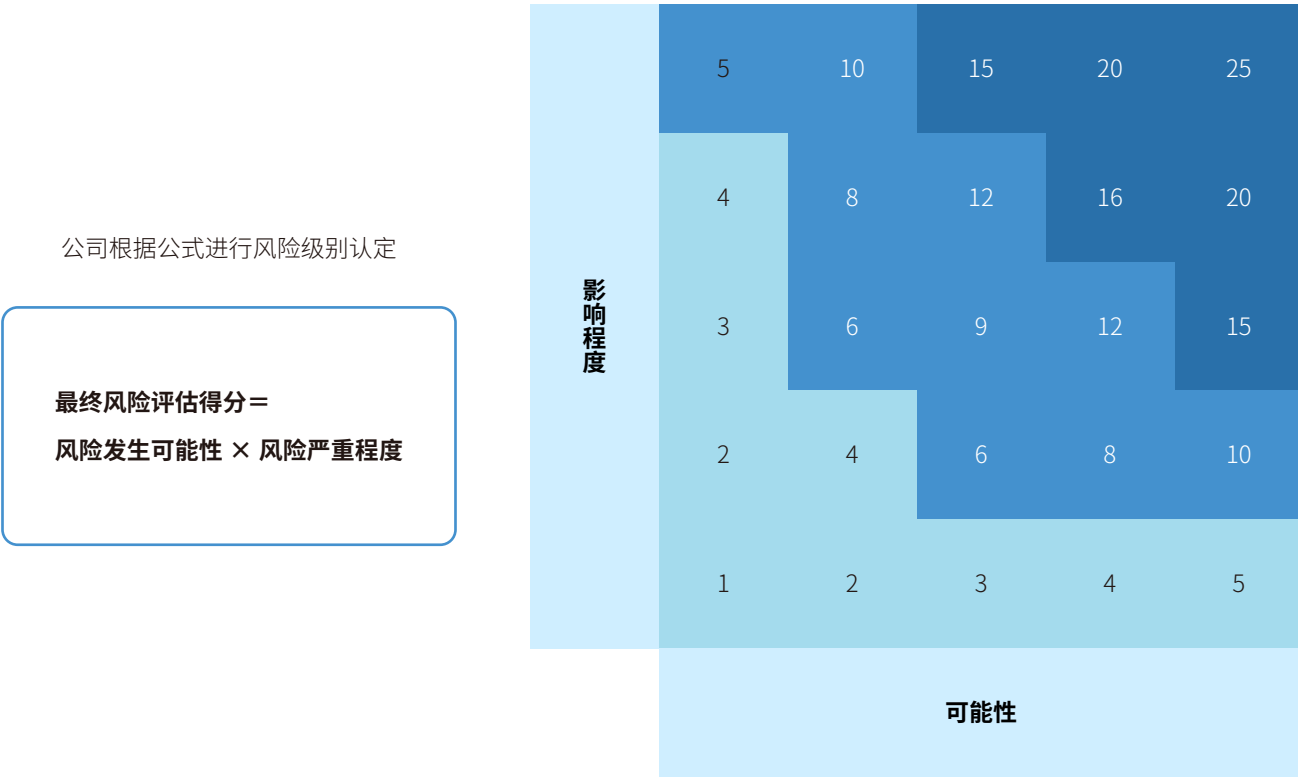 公司根据公式进行风险级别认定
最终风险评估得分＝
风险发生可能性 × 风险严重程度
影响程度
5 10 15 20 25
4 8 12 16 20
3 6 9 12 15
2 4 6 8 10
1 2 3 4 5
可能性